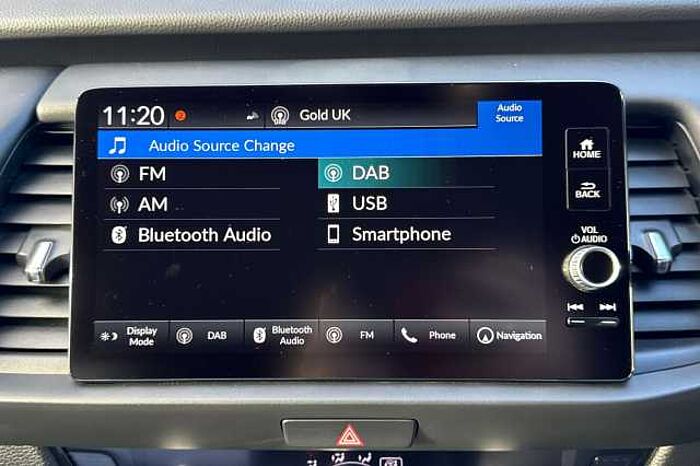 11:20 Gold UK Audio
Source
Audio Source Change
FM DAB
AM USB
Bluetooth Audio Smartphone
HOME
BACK
VOL
AUDIO
Display
Mode
DAB
Bluetooth
Audio
FM
Phone
Navigation